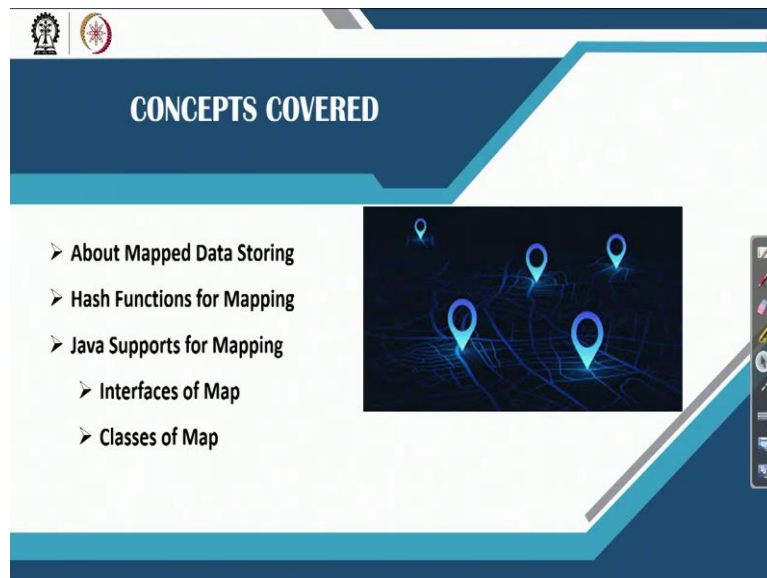 CONCEPTS COVERED
➢ About Mapped Data Storing
➢ Hash Functions for Mapping
➢ Java Supports for Mapping
➢ Interfaces of Map
➢ Classes of Map